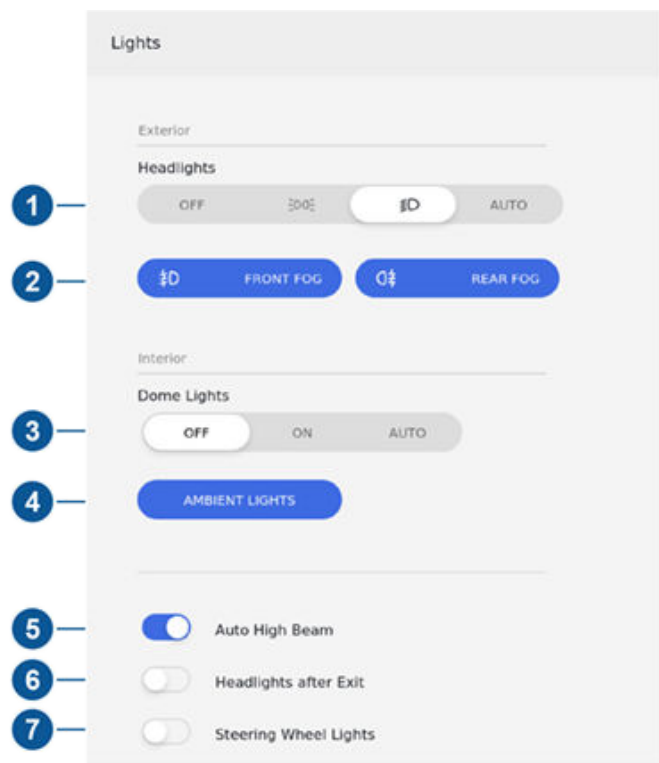 Lights
Exterior
Headlights
1
OFF AUTO
2
FRONT FOG REAR FOG
Interior
Dome Lights
3
OFF ON AUTO
4
AMBIENT LIGHTS
5
Auto High Beam
6
Headlights after Exit
7
Steering Wheel Lights